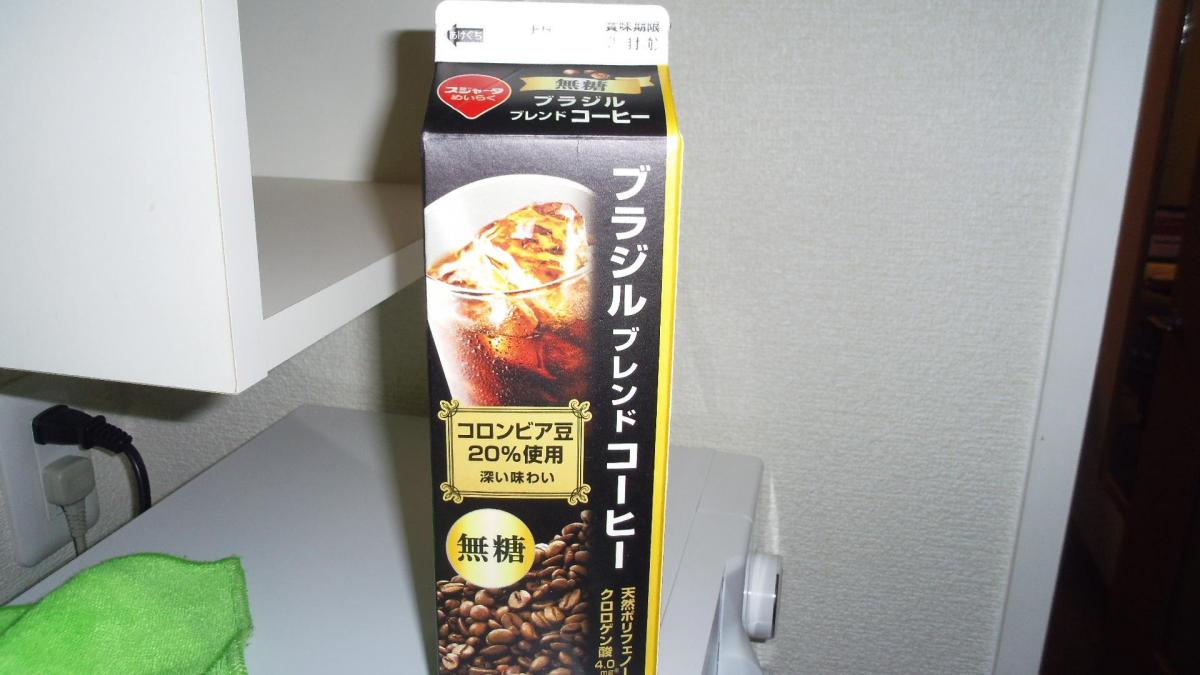 あけぐち
賞味期限
スジャータ
めいらく
無糖
ブラジル
ブレンド コーヒー
ブラジル ブレンド コーヒー
コロンビア豆
20%使用
深い味わい
無糖
天然ポリフェノー
クロロゲン酸
4.0
mg